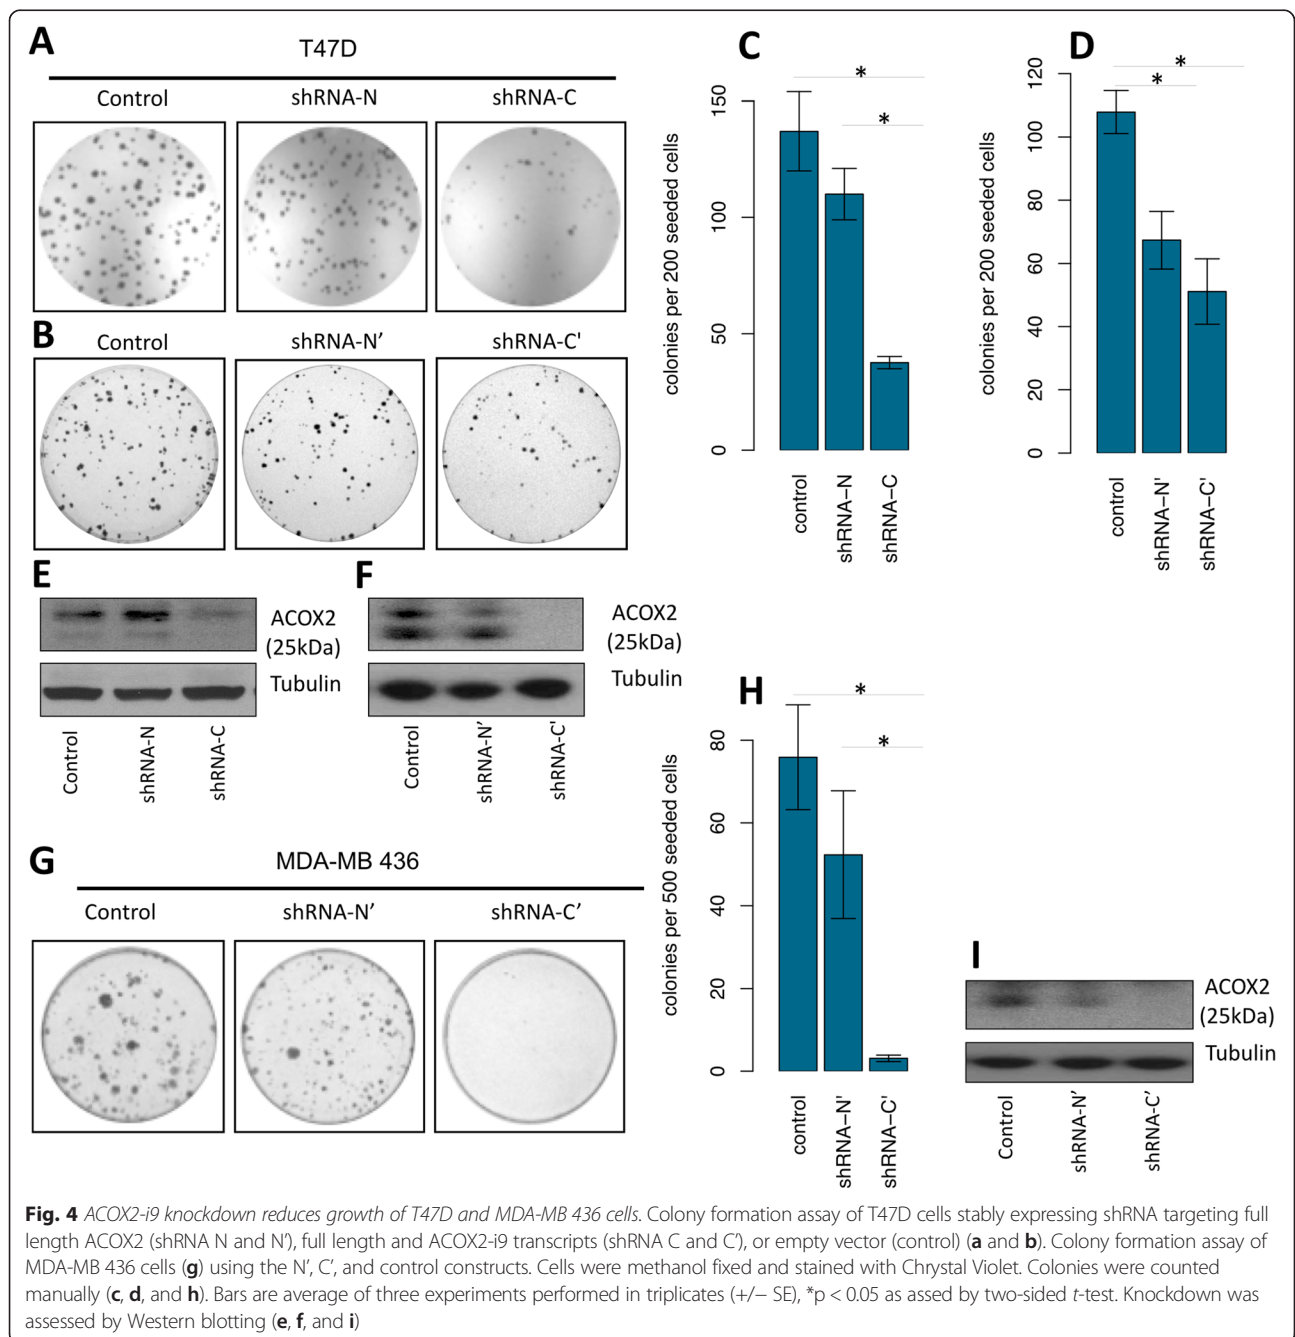 A
T47D
Control shRNA-N shRNA-C
B
Control shRNA-N’ shRNA-C'
C
*
*
colonies per 200 seeded cells
0 50 100 150
control shRNA–N shRNA–C
D
*
*
colonies per 200 seeded cells
0 20 40 60 80 100 120
control shRNA–N' shRNA–C'
E
ACOX2
(25kDa)
Tubulin
Control shRNA-N shRNA-C
F
ACOX2
(25kDa)
Tubulin
Control shRNA-N’ shRNA-C'
G
MDA-MB 436
Control shRNA-N’ shRNA-C’
H
*
*
colonies per 500 seeded cells
0 20 40 60 80
control shRNA–N' shRNA–C'
I
ACOX2
(25kDa)
Tubulin
Control shRNA-N’ shRNA-C’
Fig. 4 ACOX2-i9 knockdown reduces growth of T47D and MDA-MB 436 cells. Colony formation assay of T47D cells stably expressing shRNA targeting full
length ACOX2 (shRNA N and N’), full length and ACOX2-i9 transcripts (shRNA C and C’), or empty vector (control) (a and b). Colony formation assay of
MDA-MB 436 cells (g) using the N’, C’, and control constructs. Cells were methanol fixed and stained with Chrystal Violet. Colonies were counted
manually (c, d, and h). Bars are average of three experiments performed in triplicates (+/− SE), *p < 0.05 as assed by two-sided t-test. Knockdown was
assessed by Western blotting (e, f, and i)